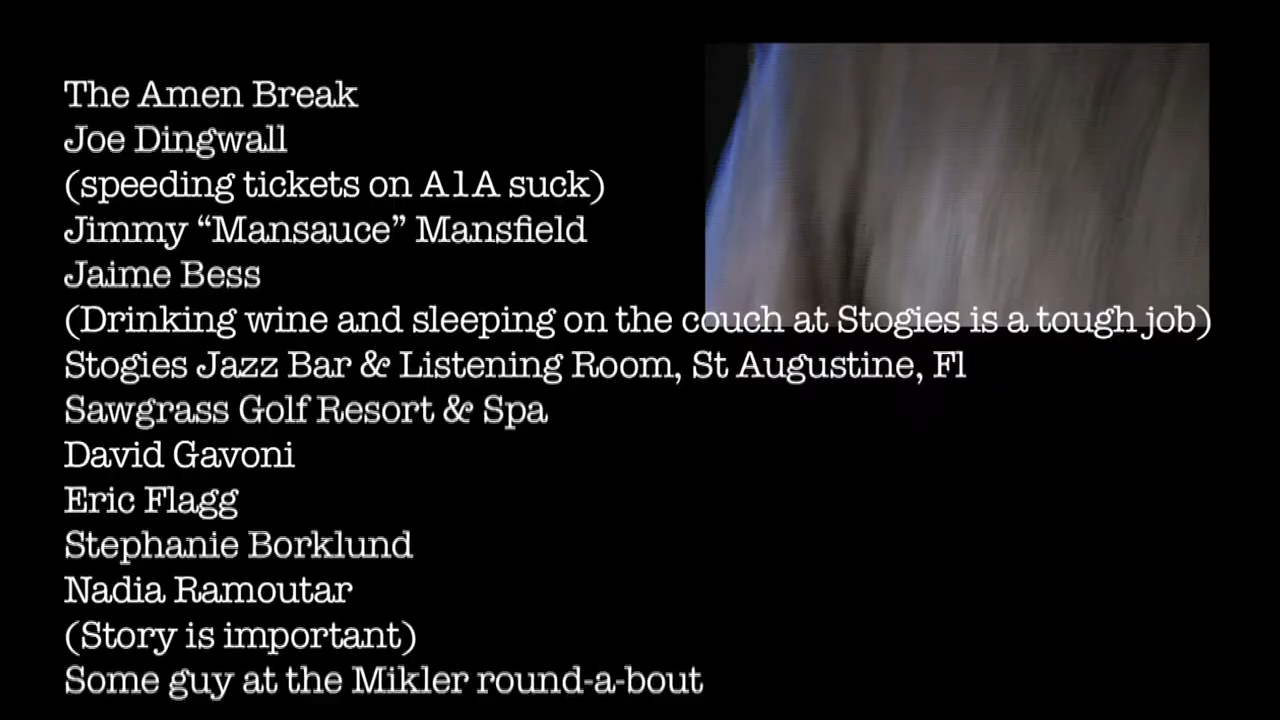 The Amen Break
Joe Dingwall
(speeding tickets on A1A suck)
Jimmy “Mansauce” Mansfield
Jaime Bess
(Drinking wine and sleeping on the couch at Stogies is a tough job)
Stogies Jazz Bar & Listening Room, St Augustine, Fl
Sawgrass Golf Resort & Spa
David Gavoni
Eric Flagg
Stephanie Borklund
Nadia Ramoutar
(Story is important)
Some guy at the Mikler round-a-bout